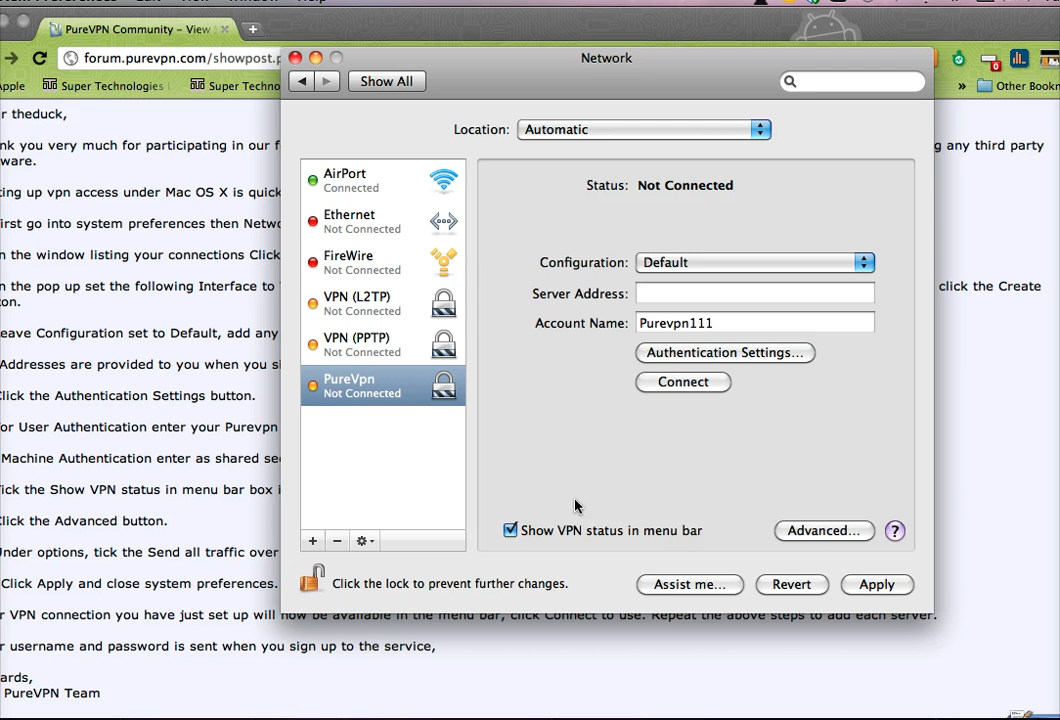 PureVPN Community – View
forum.purevpn.com/showpost.p
Apple
Super Technologies
Super Techno
»
Other Bookm
Network
Show All
Location: Automatic
AirPort
Connected
Ethernet
Not Connected
FireWire
Not Connected
VPN (L2TP)
Not Connected
VPN (PPTP)
Not Connected
PureVpn
Not Connected
Status: Not Connected
Configuration: Default
Server Address:
Account Name: Purevpn111
Authentication Settings...
Connect
Show VPN status in menu bar
Advanced...
?
Click the lock to prevent further changes.
Assist me...
Revert
Apply
r theduck,
nk you very much for participating in our f
g any third party
ware.
ting up vpn access under Mac OS X is quick
First go into system preferences then Netwo
n the window listing your connections Click
n the pop up set the following Interface to
click the Create
on.
eave Configuration set to Default, add any
Addresses are provided to you when you si
Click the Authentication Settings button.
or User Authentication enter your Purevpn
Machine Authentication enter as shared se
Tick the Show VPN status in menu bar box i
Click the Advanced button.
Under options, tick the Send all traffic over
Click Apply and close system preferences.
r VPN connection you have just set up will now be available in the menu bar, click Connect to use. Repeat the above steps to add each server.
r username and password is sent when you sign up to the service,
ards,
PureVPN Team